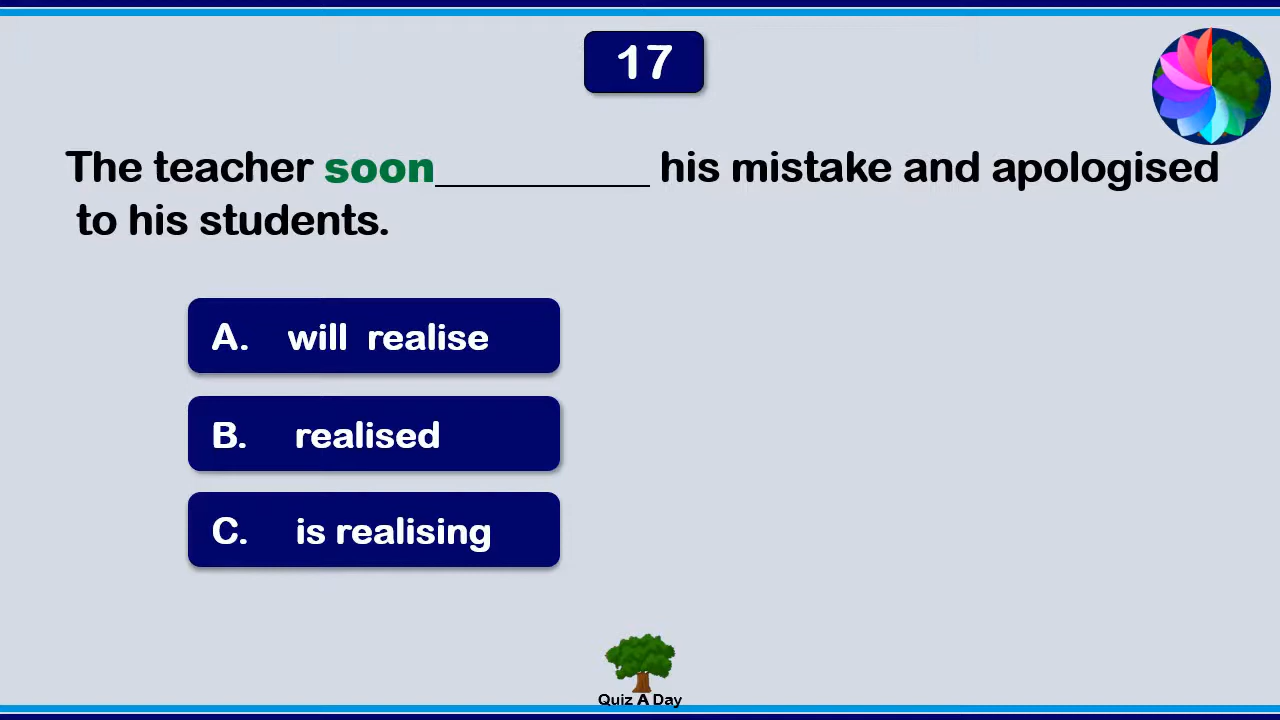 17
The teacher soon__________ his mistake and apologised
to his students.
A. will realise
B. realised
C. is realising
Quiz A Day